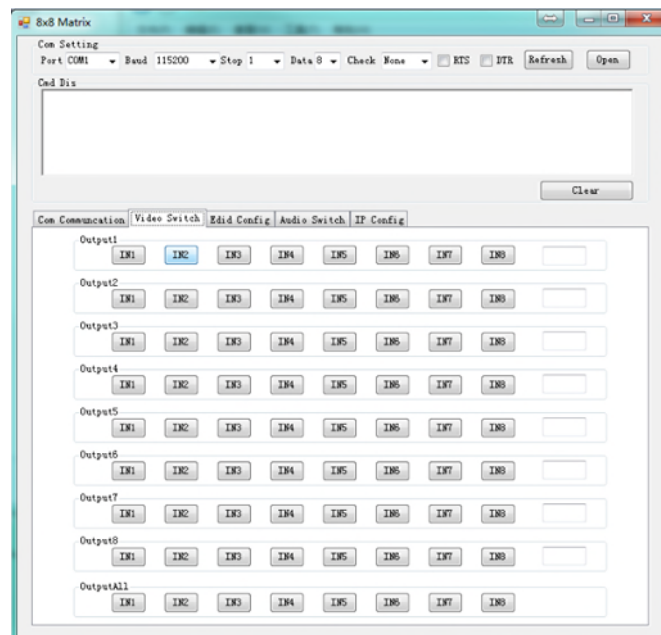 8x8 Matrix
Com Setting
Port COM1 Baud 115200 Stop 1 Data 8 Check None RTS DTR Refresh Open
Cmd Dis
Clear
Com Communcation Video Switch Edid Config Audio Switch IP Config
Output1
IN1 IN2 IN3 IN4 IN5 IN6 IN7 IN8
Output2
IN1 IN2 IN3 IN4 IN5 IN6 IN7 IN8
Output3
IN1 IN2 IN3 IN4 IN5 IN6 IN7 IN8
Output4
IN1 IN2 IN3 IN4 IN5 IN6 IN7 IN8
Output5
IN1 IN2 IN3 IN4 IN5 IN6 IN7 IN8
Output6
IN1 IN2 IN3 IN4 IN5 IN6 IN7 IN8
Output7
IN1 IN2 IN3 IN4 IN5 IN6 IN7 IN8
Output8
IN1 IN2 IN3 IN4 IN5 IN6 IN7 IN8
OutputAll
IN1 IN2 IN3 IN4 IN5 IN6 IN7 IN8